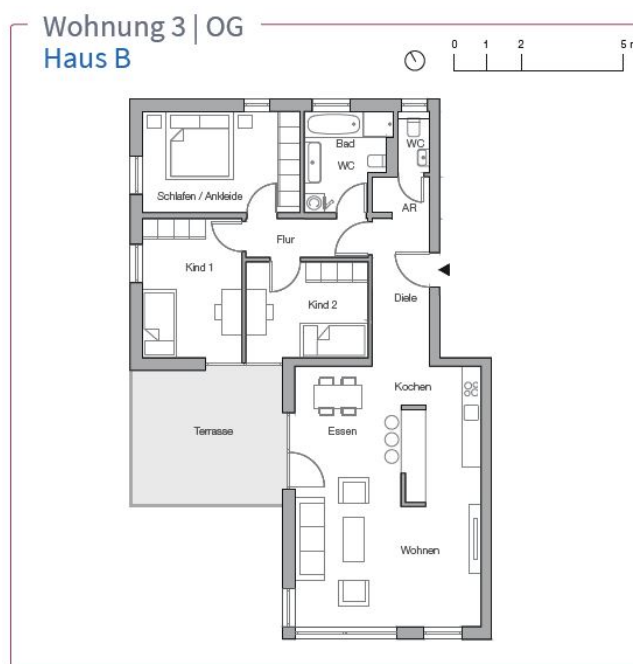 Wohnung 3 | OG
Haus B
0 1 2 5 m
Bad
WC
WC
Schlafen / Ankleide
AR
Flur
Kind 1
Kind 2
Diele
Kochen
Terrasse
Essen
Wohnen